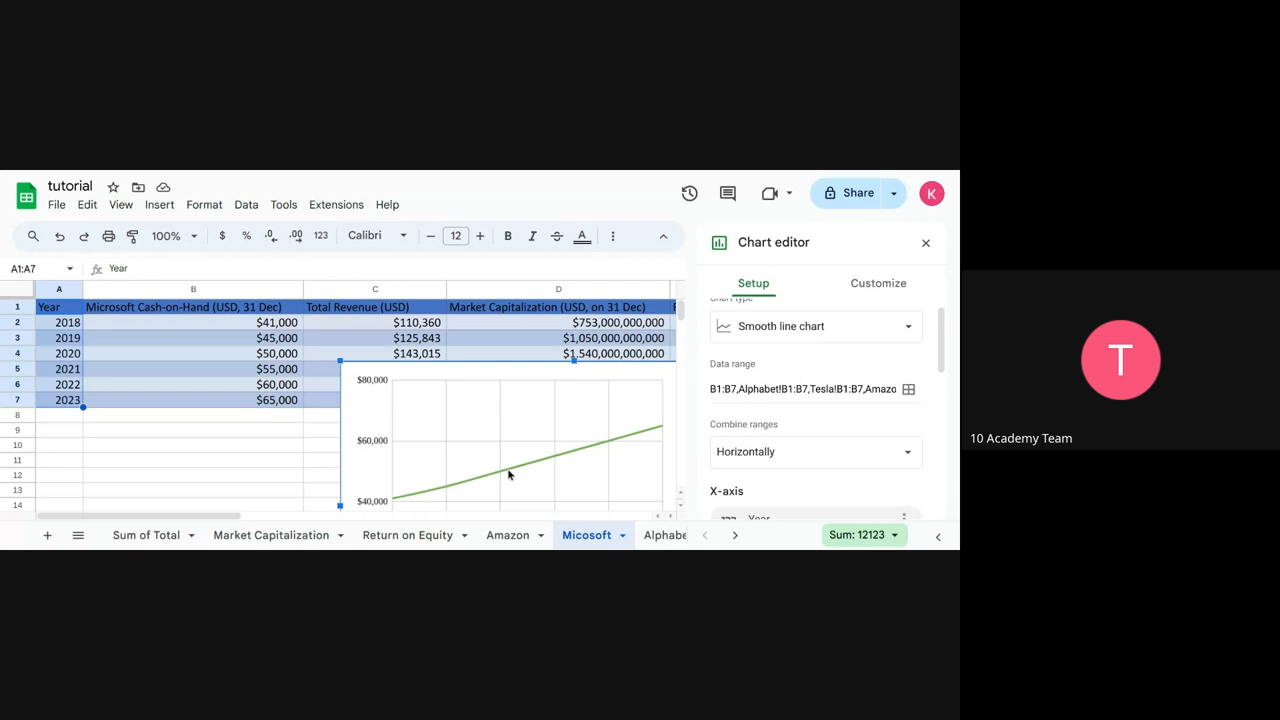 tutorial
File Edit View Insert Format Data Tools Extensions Help
Share
K
100% $ % .0 .00 123 Calibri 12 B I A
A1:A7 fx Year
A B C D
1 Year Microsoft Cash-on-Hand (USD, 31 Dec) Total Revenue (USD) Market Capitalization (USD, on 31 Dec)
2 2018 $41,000 $110,360 $753,000,000,000
3 2019 $45,000 $125,843 $1,050,000,000,000
4 2020 $50,000 $143,015 $1,540,000,000,000
5 2021 $55,000
6 2022 $60,000
7 2023 $65,000
8
9
10
11
12
13
14
$80,000
$60,000
$40,000
Chart editor
Setup Customize
Chart type
Smooth line chart
Data range
B1:B7,Alphabet!B1:B7,Tesla!B1:B7,Amazo
Combine ranges
Horizontally
X-axis
123 Year
Sum of Total Market Capitalization Return on Equity Amazon Micosoft Alphabe
Sum: 12123
T
10 Academy Team